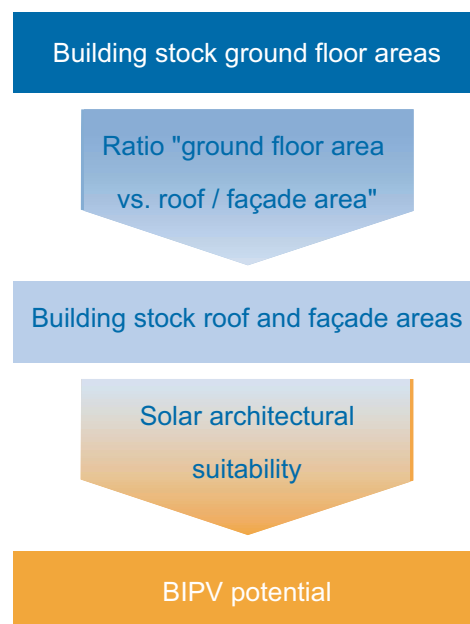 Building stock ground floor areas
Ratio "ground floor area
vs. roof / façade area"
Building stock roof and façade areas
Solar architectural
suitability
BIPV potential